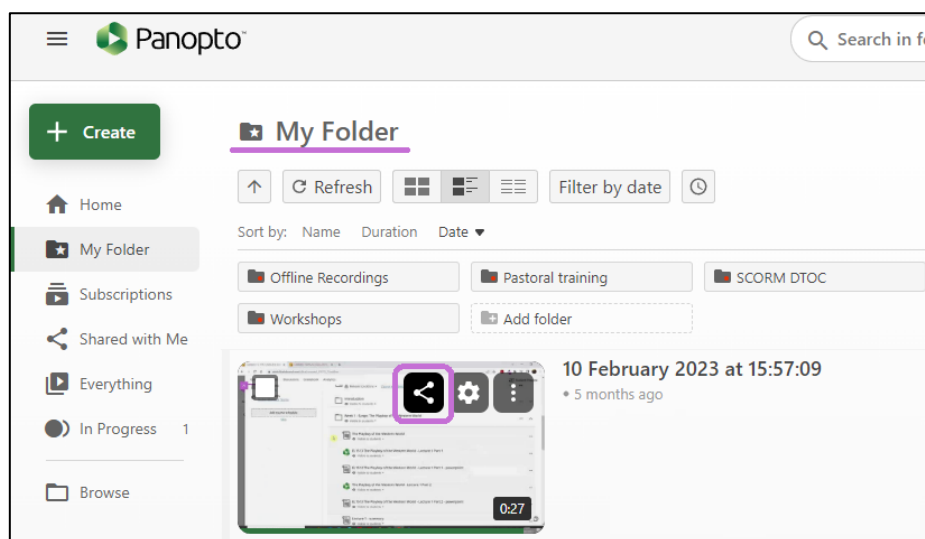 Panopto™
Search in f
Create
My Folder
Refresh
Filter by date
Home
Sort by: Name Duration Date
My Folder
Offline Recordings
Pastoral training
SCORM DTOC
Subscriptions
Workshops
Add folder
Shared with Me
10 February 2023 at 15:57:09
Everything
• 5 months ago
In Progress 1
Browse
0:27